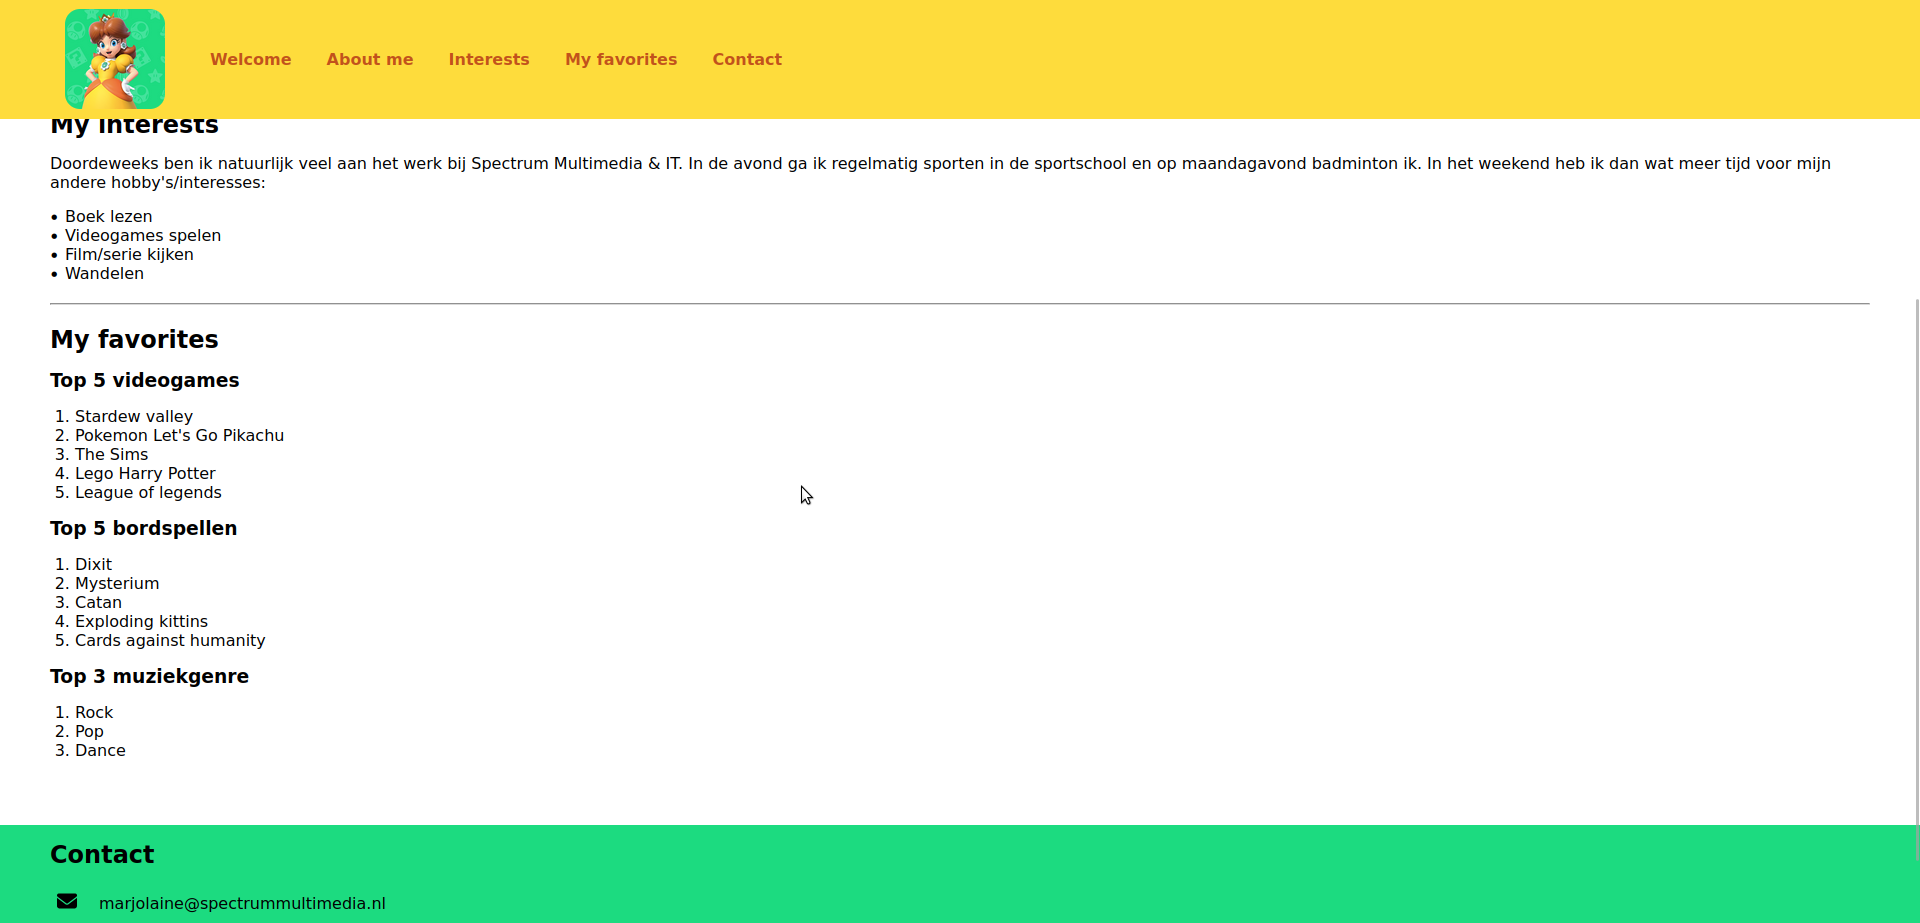 Welcome About me Interests My favorites Contact
My Interests
Doordeweeks ben ik natuurlijk veel aan het werk bij Spectrum Multimedia & IT. In de avond ga ik regelmatig sporten in de sportschool en op maandagavond badminton ik. In het weekend heb ik dan wat meer tijd voor mijn
andere hobby's/interesses:
• Boek lezen
• Videogames spelen
• Film/serie kijken
• Wandelen
My favorites
Top 5 videogames
1. Stardew valley
2. Pokemon Let's Go Pikachu
3. The Sims
4. Lego Harry Potter
5. League of legends
Top 5 bordspellen
1. Dixit
2. Mysterium
3. Catan
4. Exploding kittins
5. Cards against humanity
Top 3 muziekgenre
1. Rock
2. Pop
3. Dance
Contact
marjolaine@spectrummultimedia.nl